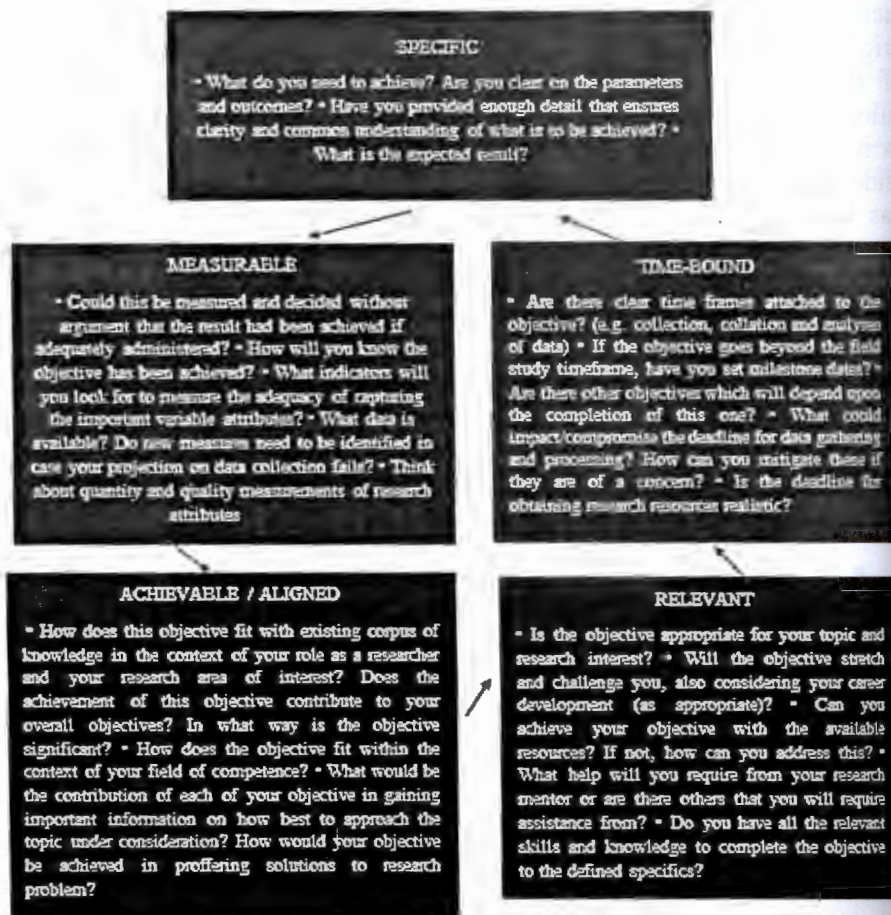 SPECIFIC
• What do you need to achieve? Are you clear on the parameters
and outcomes? • Have you provided enough detail that ensures
clarity and common understanding of what is to be achieved? •
What is the expected result?
MEASURABLE
• Could this be measured and decided without
argument that the result had been achieved if
adequately administered? • How will you know the
objective has been achieved? • What indicators will
you look for to measure the adequacy of capturing
the important variable attributes? • What data is
available? Do new measures need to be identified in
case your projection on data collection fails? • Think
about quantity and quality measurements of research
attributes
ACHIEVABLE / ALIGNED
• How does this objective fit with existing corpus of
knowledge in the context of your role as a researcher
and your research area of interest? Does the
achievement of this objective contribute to your
overall objectives? In what way is the objective
significant? • How does the objective fit within the
context of your field of competence? • What would be
the contribution of each of your objective in gaining
important information on how best to approach the
topic under consideration? How would your objective
be achieved in proffering solutions to research
problem?
RELEVANT
• Is the objective appropriate for your topic and
research interest? • Will the objective stretch
and challenge you, also considering your career
development (as appropriate)? • Can you
achieve your objective with the available
resources? If not, how can you address this? •
What help will you require from your research
mentor or are there others that you will require
assistance from? • Do you have all the relevant
skills and knowledge to complete the objective
to the defined specifics?
TIME-BOUND
• Are there clear time frames attached to the
objective? (e.g. collection, collation and analyses
of data) • If the objective goes beyond the field
study timeframe, have you set milestone dates? •
Are there other objectives which will depend upon
the completion of this one? • What could
impact/compromise the deadline for data gathering
and processing? How can you mitigate these if
they are of a concern? • Is the deadline for
obtaining research resources realistic?